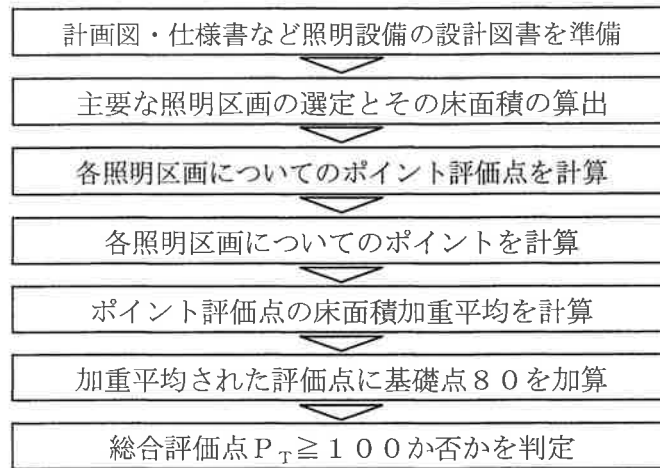 計画図・仕様書など照明設備の設計図書を準備
主要な照明区画の選定とその床面積の算出
各照明区画についてのポイント評価点を計算
各照明区画についてのポイントを計算
ポイント評価点の床面積加重平均を計算
加重平均された評価点に基礎点８０を加算
総合評価点ＰT≧１００か否かを判定